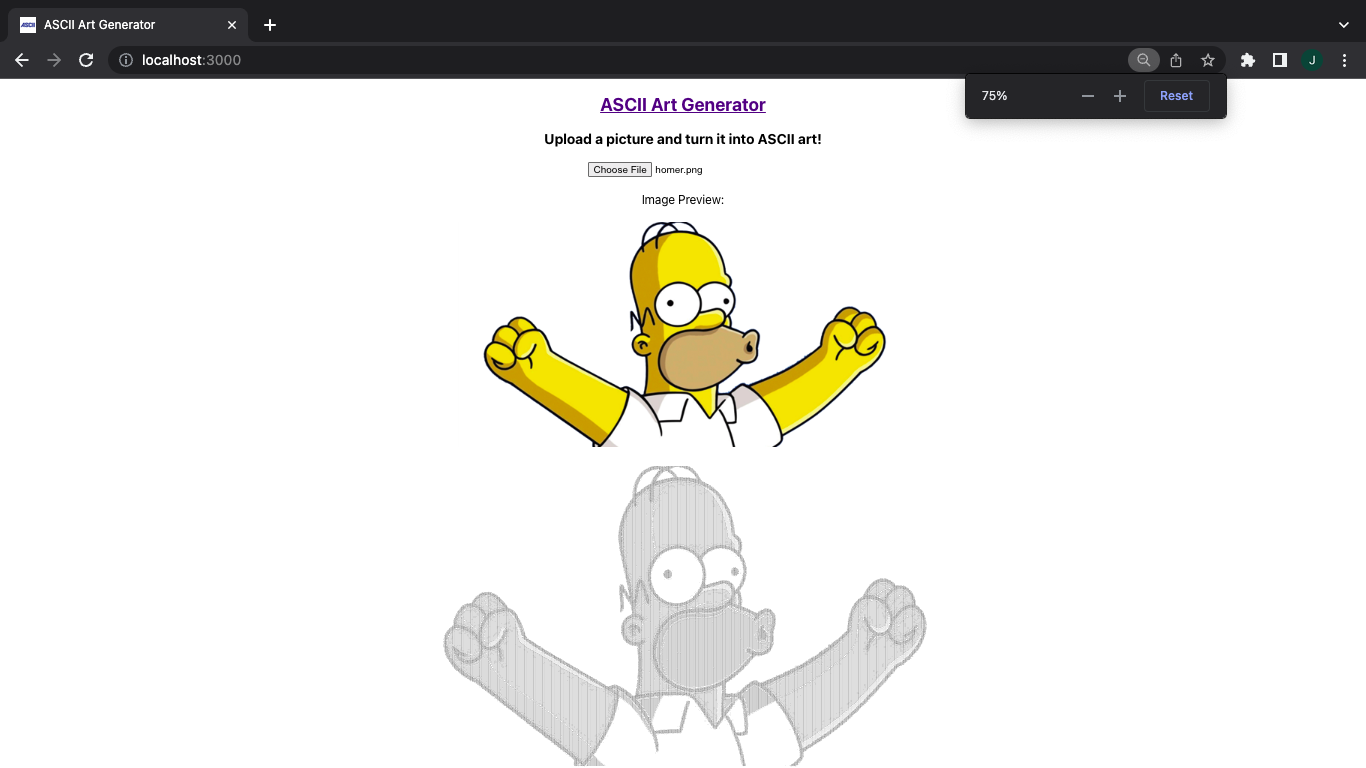 ASCII ASCII Art Generator
localhost:3000
J
75% Reset
ASCII Art Generator
Upload a picture and turn it into ASCII art!
Choose File homer.png
Image Preview: